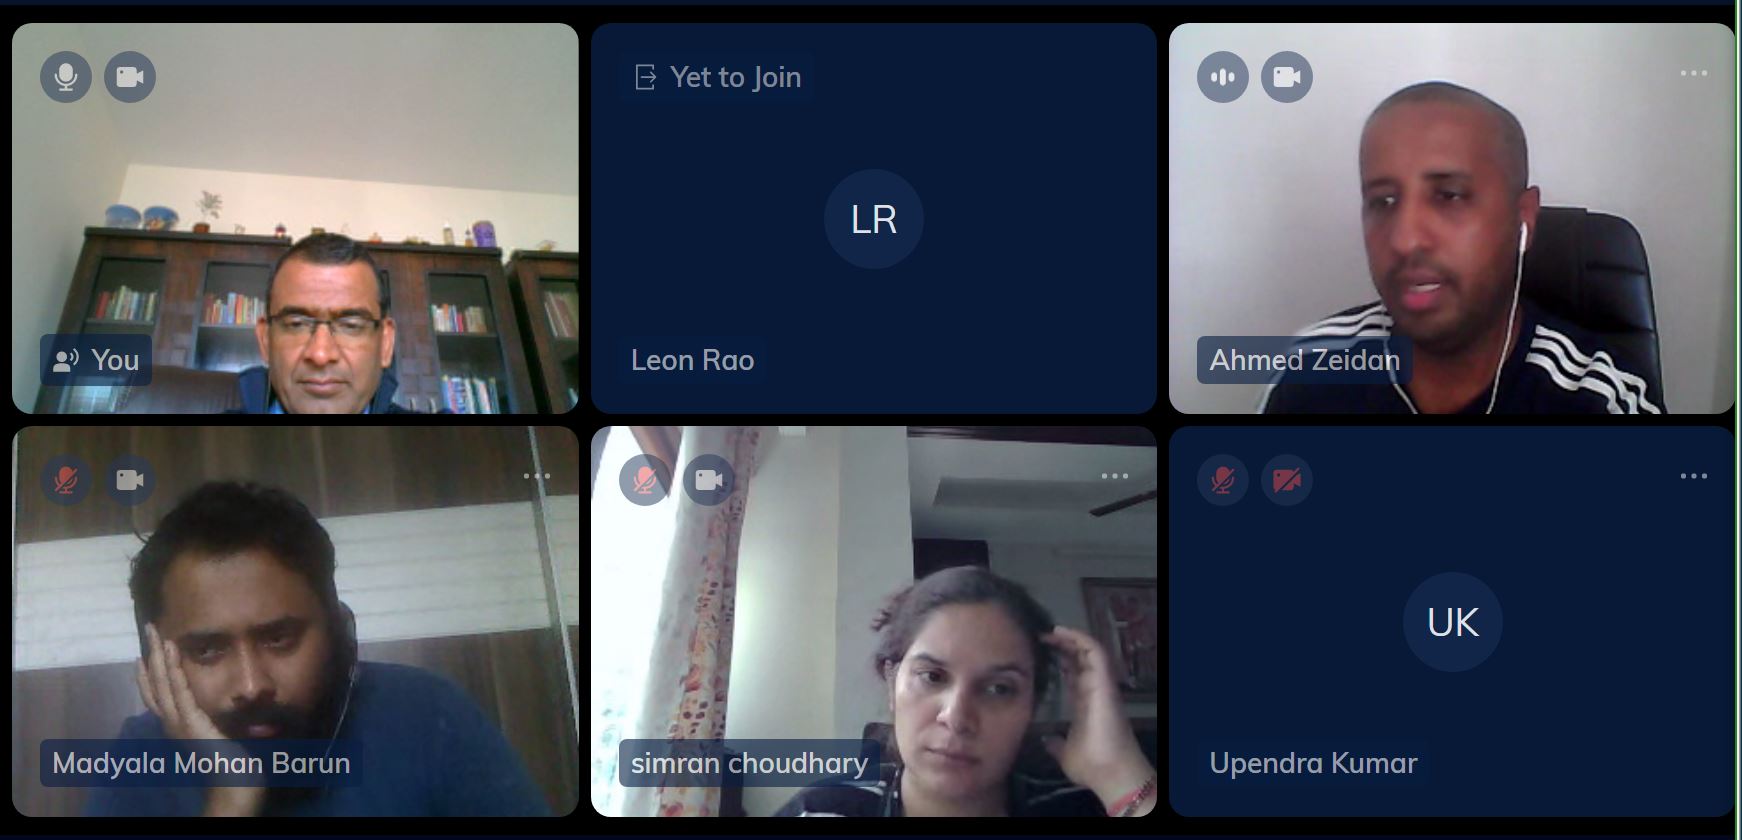 Yet to Join
LR
You
Leon Rao
Ahmed Zeidan
Madyala Mohan Barun
simran choudhary
UK
Upendra Kumar